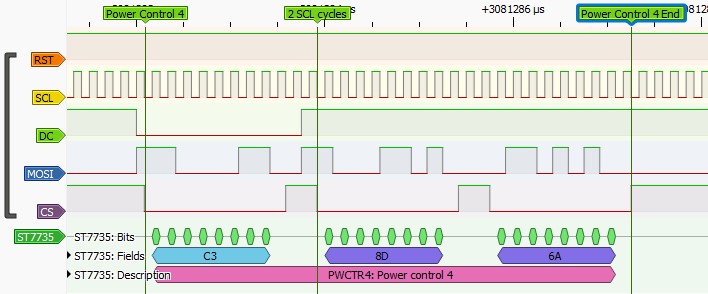 +3081286 µs
+3081
Power Control 4
2 SCL cycles
Power Control 4 End
RST
SCL
DC
MOSI
CS
ST7735
ST7735: Bits
ST7735: Fields
C3
8D
6A
ST7735: Description
PWCTR4: Power control 4